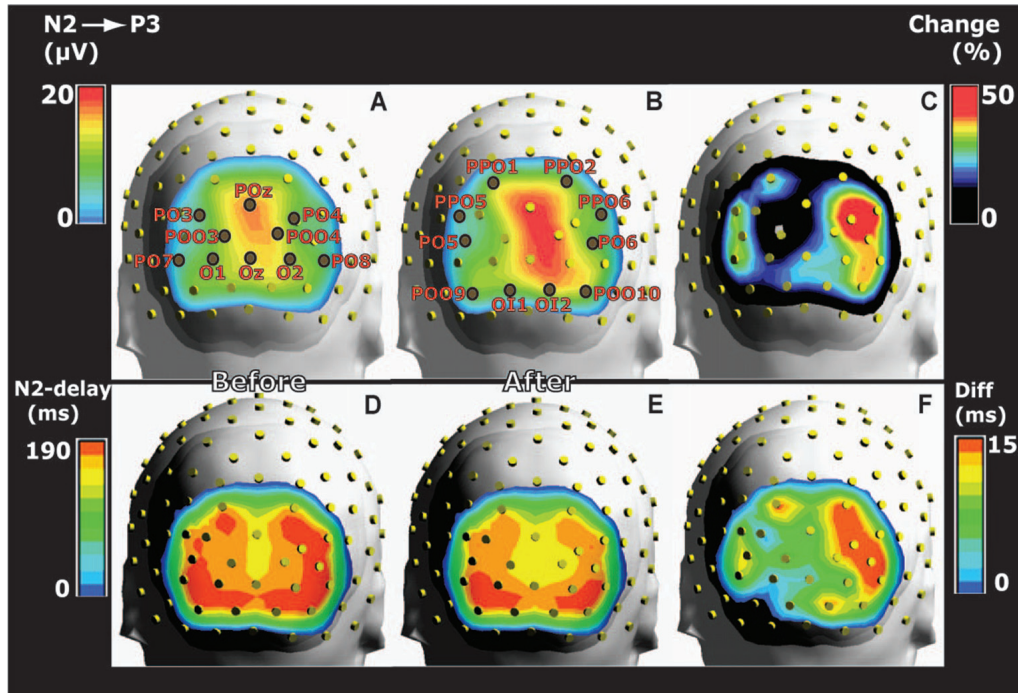 N2 → P3
(μV)
Change
(%)
20
0
A
POz
PO3
PO4
POO3
POO4
PO7
O1
Oz
O2
PO8
B
PPO1
PPO2
PPO5
PPO6
PO5
PO6
POO9
OI1
OI2
POO10
C
50
0
Before
After
N2-delay
(ms)
190
0
D
E
F
Diff
(ms)
15
0